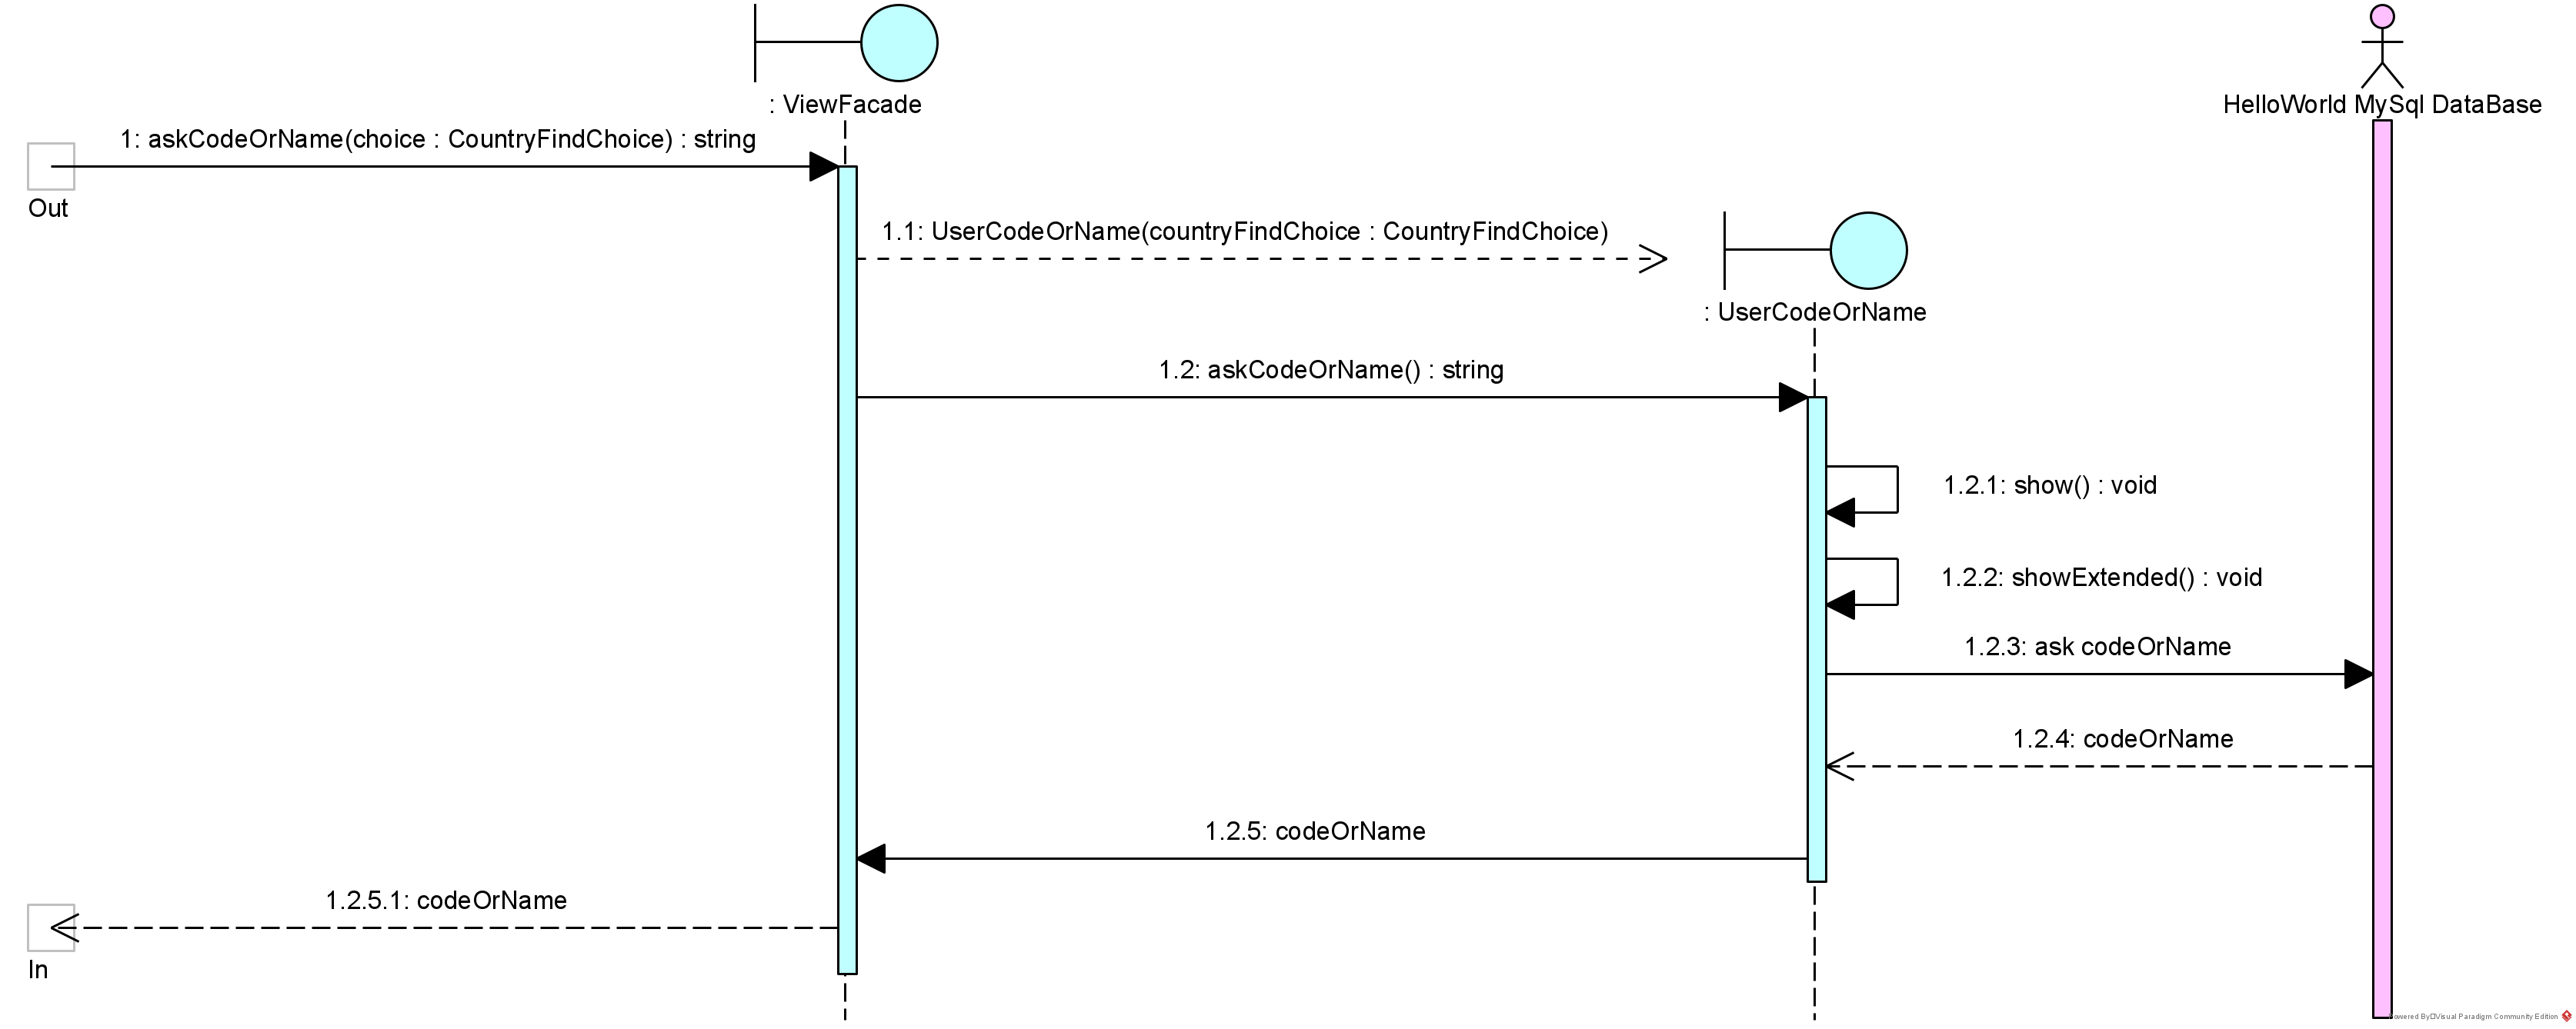 : ViewFacade
HelloWorld MySql DataBase
1: askCodeOrName(choice : CountryFindChoice) : string
Out
1.1: UserCodeOrName(countryFindChoice : CountryFindChoice)
: UserCodeOrName
1.2: askCodeOrName() : string
1.2.1: show() : void
1.2.2: showExtended() : void
1.2.3: ask codeOrName
1.2.4: codeOrName
1.2.5: codeOrName
1.2.5.1: codeOrName
In
owered By Visual Paradigm Community Edition